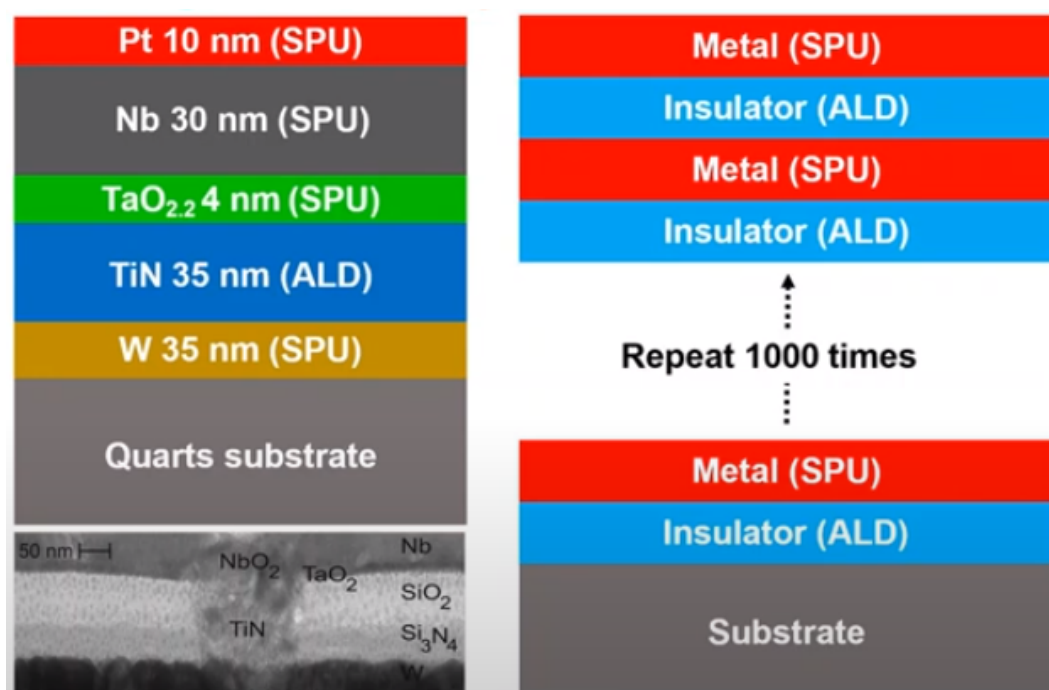 Pt 10 nm (SPU)
Nb 30 nm (SPU)
TaO2.2 4 nm (SPU)
TiN 35 nm (ALD)
W 35 nm (SPU)
Quarts substrate
50 nm
Nb
NbO2
TaO2
SiO2
TiN
Si3N4
W
Metal (SPU)
Insulator (ALD)
Metal (SPU)
Insulator (ALD)
Repeat 1000 times
Metal (SPU)
Insulator (ALD)
Substrate